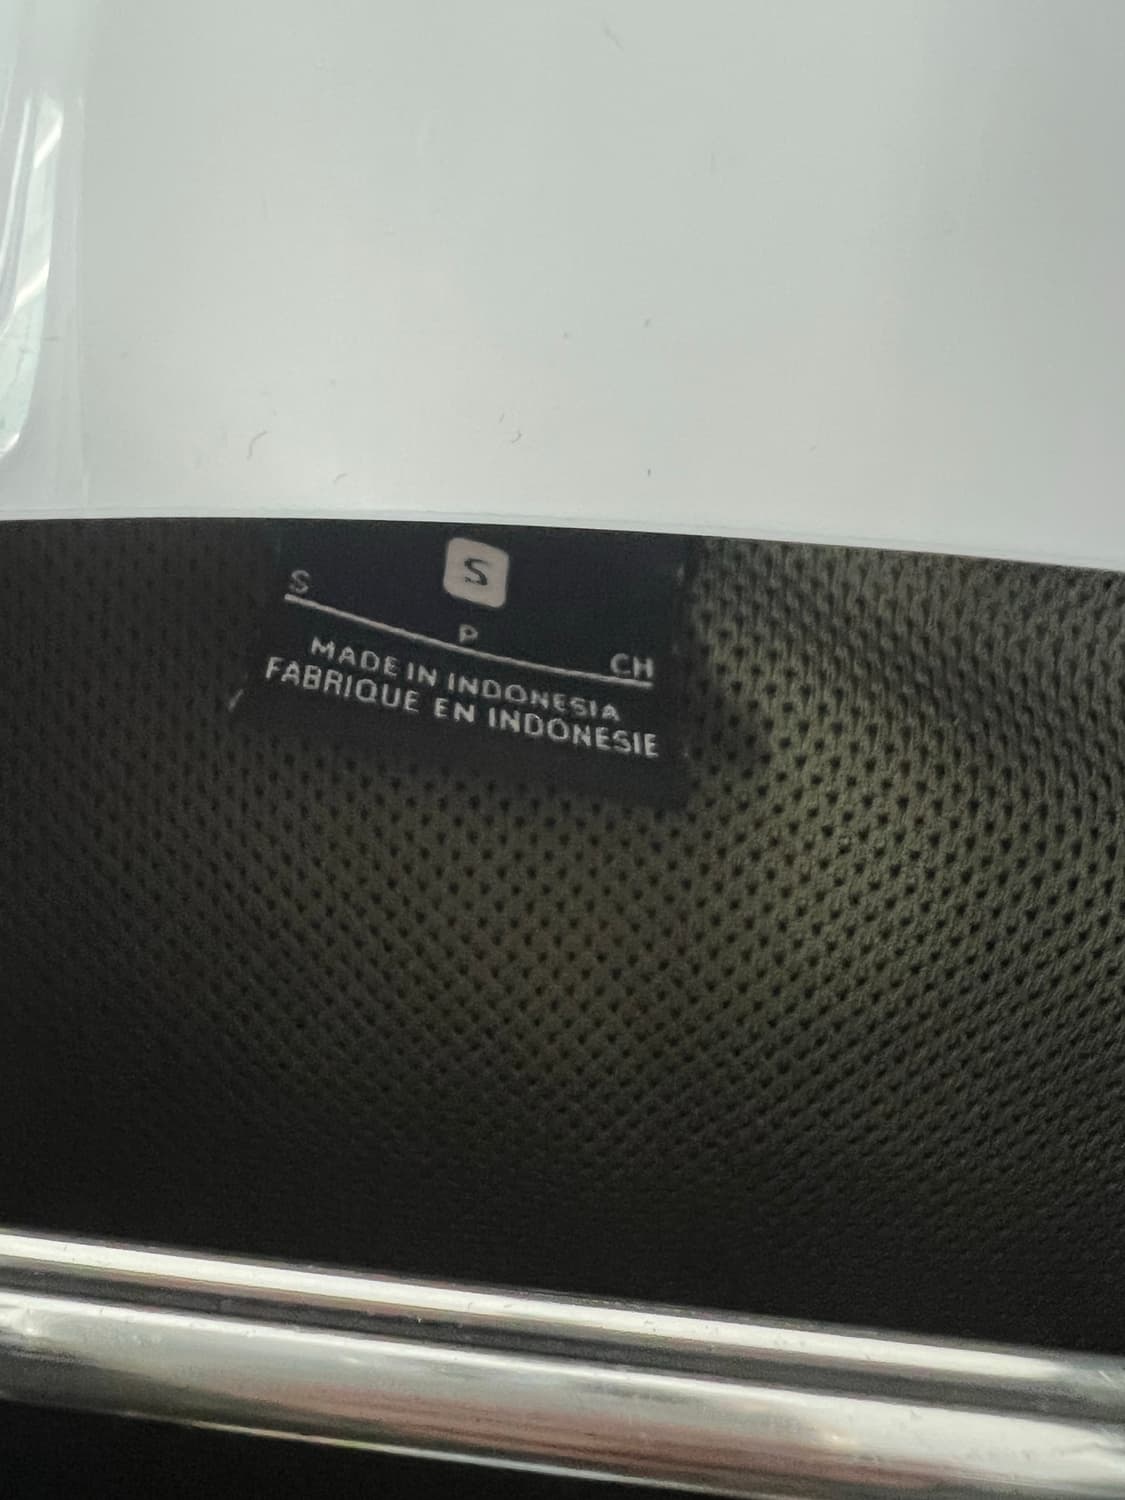 S
S P CH
MADE IN INDONESIA
FABRIQUE EN INDONESIE